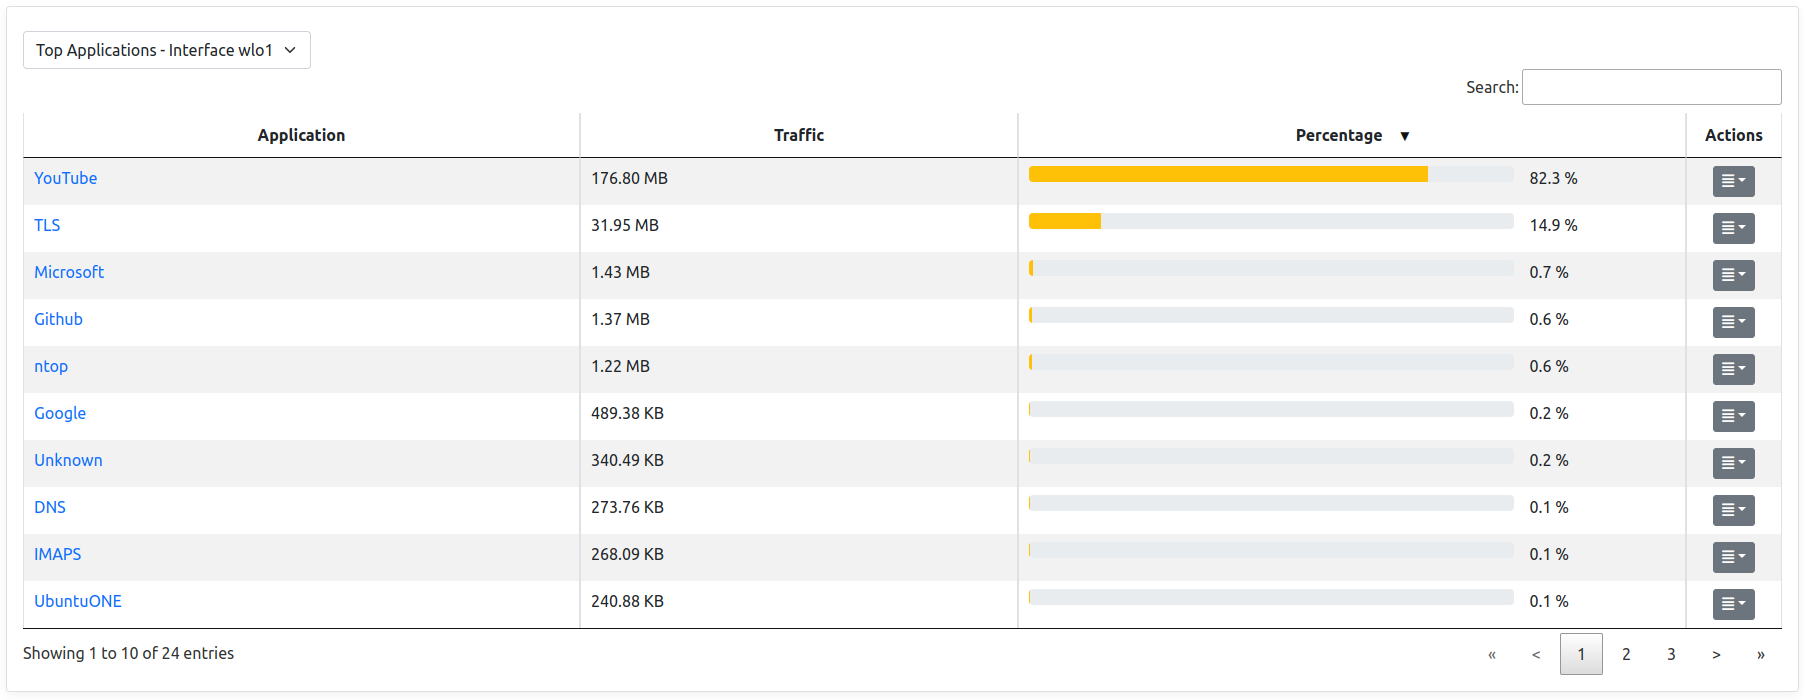 Top Applications - Interface wlo1
Search:
Application Traffic Percentage ▼ Actions
YouTube 176.80 MB 82.3 %
TLS 31.95 MB 14.9 %
Microsoft 1.43 MB 0.7 %
Github 1.37 MB 0.6 %
ntop 1.22 MB 0.6 %
Google 489.38 KB 0.2 %
Unknown 340.49 KB 0.2 %
DNS 273.76 KB 0.1 %
IMAPS 268.09 KB 0.1 %
UbuntuONE 240.88 KB 0.1 %
Showing 1 to 10 of 24 entries « < 1 2 3 > »